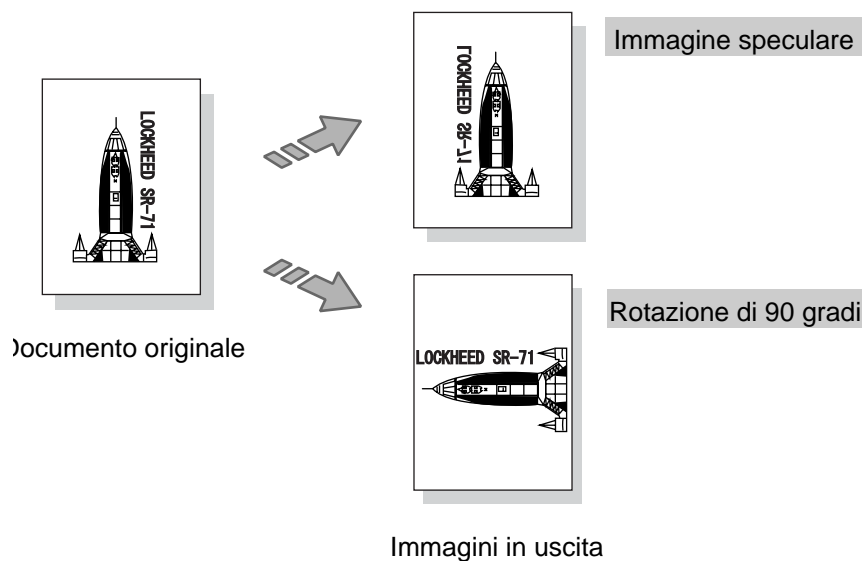 Immagine speculare
LOCKHEED SR-71
LOCKHEED SR-71
Rotazione di 90 gradi
Documento originale
LOCKHEED SR-71
Immagini in uscita